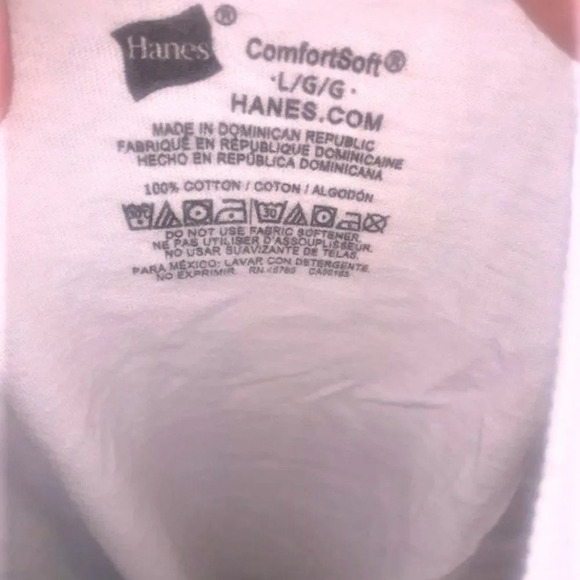 Hanes®
ComfortSoft®
·L/G/G·
HANES.COM
MADE IN DOMINICAN REPUBLIC
FABRIQUÉ EN RÉPUBLIQUE DOMINICAINE
HECHO EN REPÚBLICA DOMINICANA
100% COTTON / COTON / ALGODÓN
30
DO NOT USE FABRIC SOFTENER.
NE PAS UTILISER D'ASSOUPLISSEUR.
NO USAR SUAVIZANTE DE TELAS.
PARA MÉXICO: LAVAR CON DETERGENTE.
NO EXPRIMIR. RN